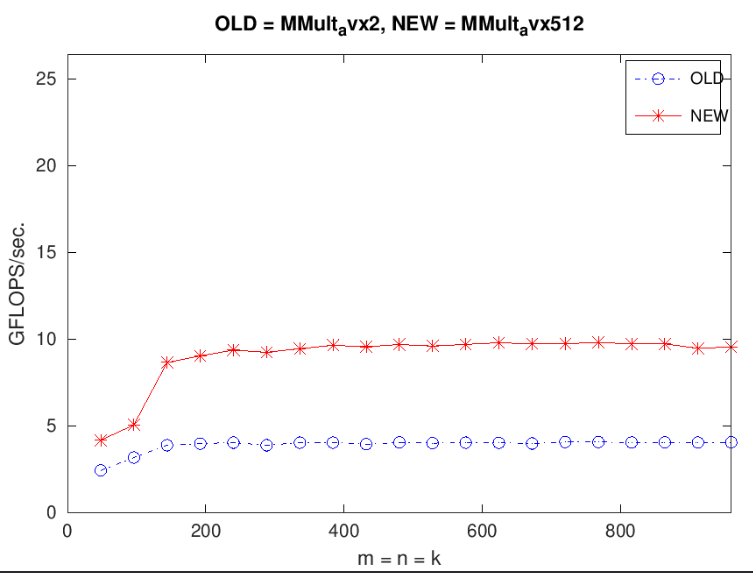 OLD = MMult_avx2, NEW = MMult_avx512
25
20
15
10
5
0
GFLOPS/sec.
OLD
NEW
0 200 400 600 800
m = n = k